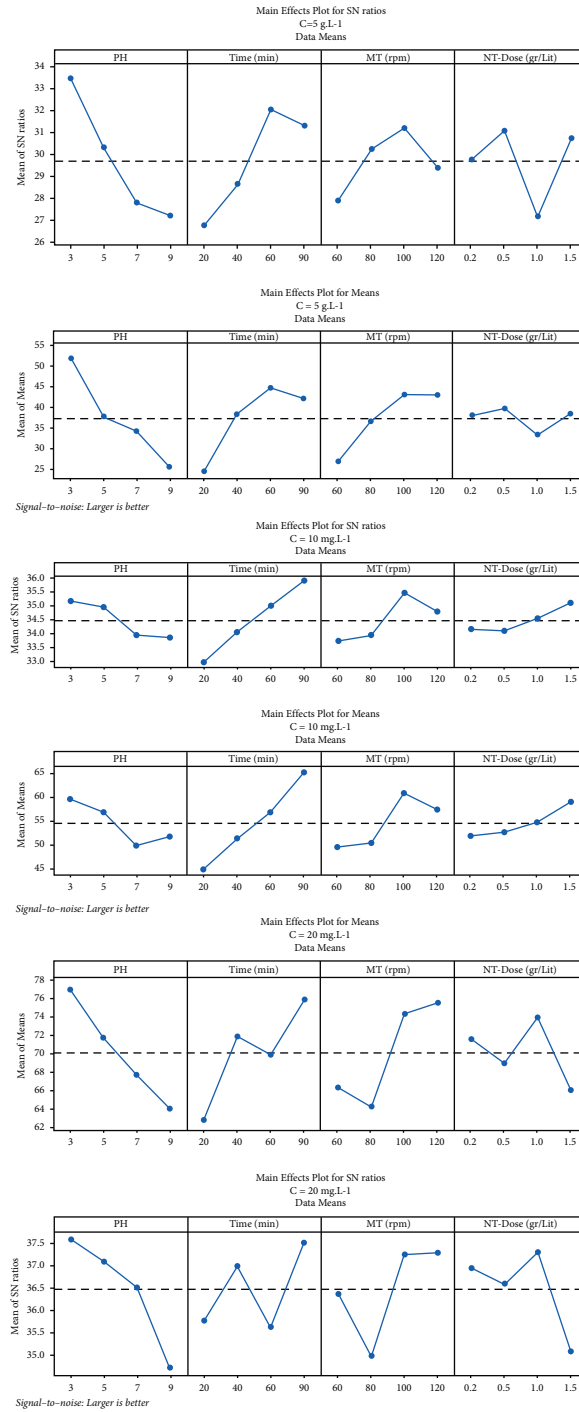 Main Effects Plot for SN ratios
C=5 g.L-1
Data Means
PH Time (min) MT (rpm) NT-Dose (gr/Lit)
Mean of SN ratios
34
33
32
31
30
29
28
27
26
3 5 7 9 20 40 60 90 60 80 100 120 0.2 0.5 1.0 1.5
Main Effects Plot for Means
C = 5 g.L-1
Data Means
PH Time (min) MT (rpm) NT-Dose (gr/Lit)
Mean of Means
55
50
45
40
35
30
25
3 5 7 9 20 40 60 90 60 80 100 120 0.2 0.5 1.0 1.5
Signal–to–noise: Larger is better
Main Effects Plot for SN ratios
C = 10 mg.L-1
Data Means
PH Time (min) MT (rpm) NT-Dose (gr/Lit)
Mean of SN ratios
36.0
35.5
35.0
34.5
34.0
33.5
33.0
3 5 7 9 20 40 60 90 60 80 100 120 0.2 0.5 1.0 1.5
Main Effects Plot for Means
C = 10 mg.L-1
Data Means
PH Time (min) MT (rpm) NT-Dose (gr/Lit)
Mean of Means
65
60
55
50
45
3 5 7 9 20 40 60 90 60 80 100 120 0.2 0.5 1.0 1.5
Signal–to–noise: Larger is better
Main Effects Plot for Means
C = 20 mg.L-1
Data Means
PH Time (min) MT (rpm) NT-Dose (gr/Lit)
Mean of Means
78
76
74
72
70
68
66
64
62
3 5 7 9 20 40 60 90 60 80 100 120 0.2 0.5 1.0 1.5
Main Effects Plot for SN ratios
C = 20 mg.L-1
Data Means
PH Time (min) MT (rpm) NT-Dose (gr/Lit)
Mean of SN ratios
37.5
37.0
36.5
35.5
35.0
3 5 7 9 20 40 60 90 60 80 100 120 0.2 0.5 1.0 1.5
Signal–to–noise: Larger is better